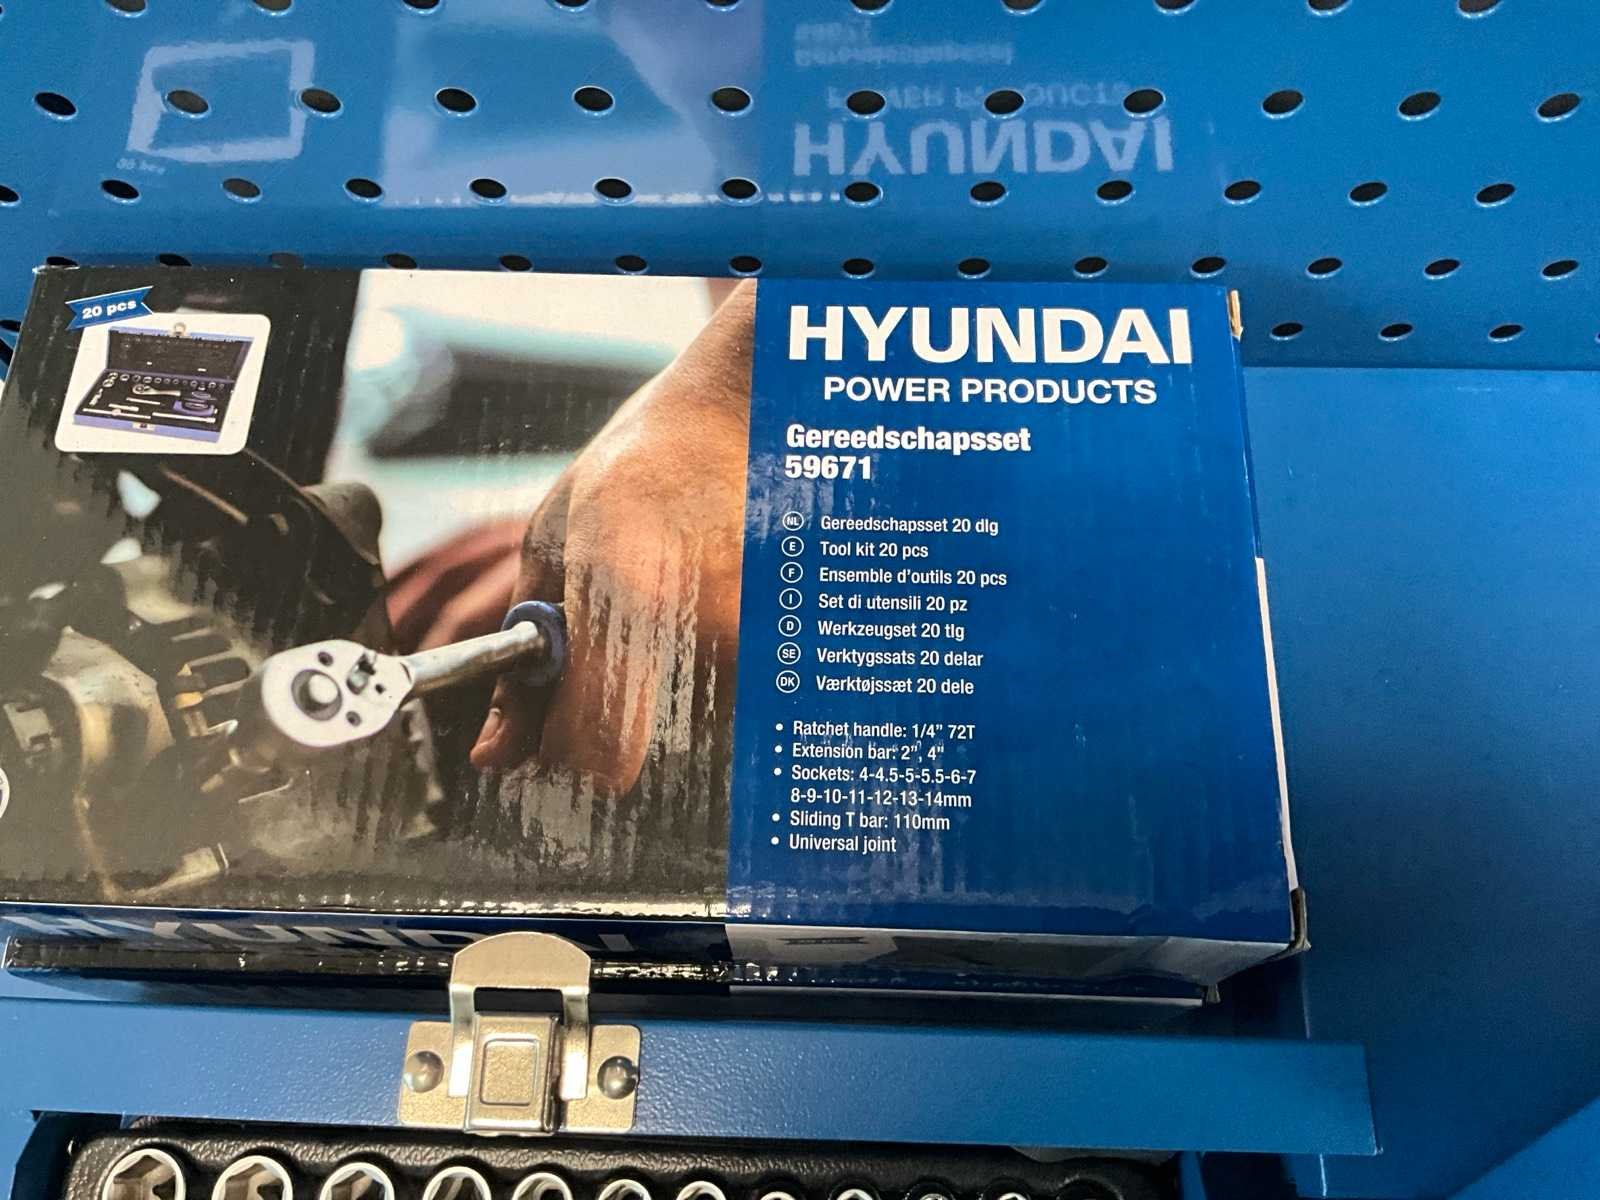 20 pcs
HYUNDAI
POWER PRODUCTS
Gereedschapsset
59671
NL Gereedschapsset 20 dlg
E Tool kit 20 pcs
F Ensemble d'outils 20 pcs
I Set di utensili 20 pz
D Werkzeugset 20 tlg
SE Verktygssats 20 delar
DK Værktøjssæt 20 dele
• Ratchet handle: 1/4" 72T
• Extension bar: 2", 4"
• Sockets: 4-4.5-5-5.5-6-7
8-9-10-11-12-13-14mm
• Sliding T bar: 110mm
• Universal joint
HYUNDAI